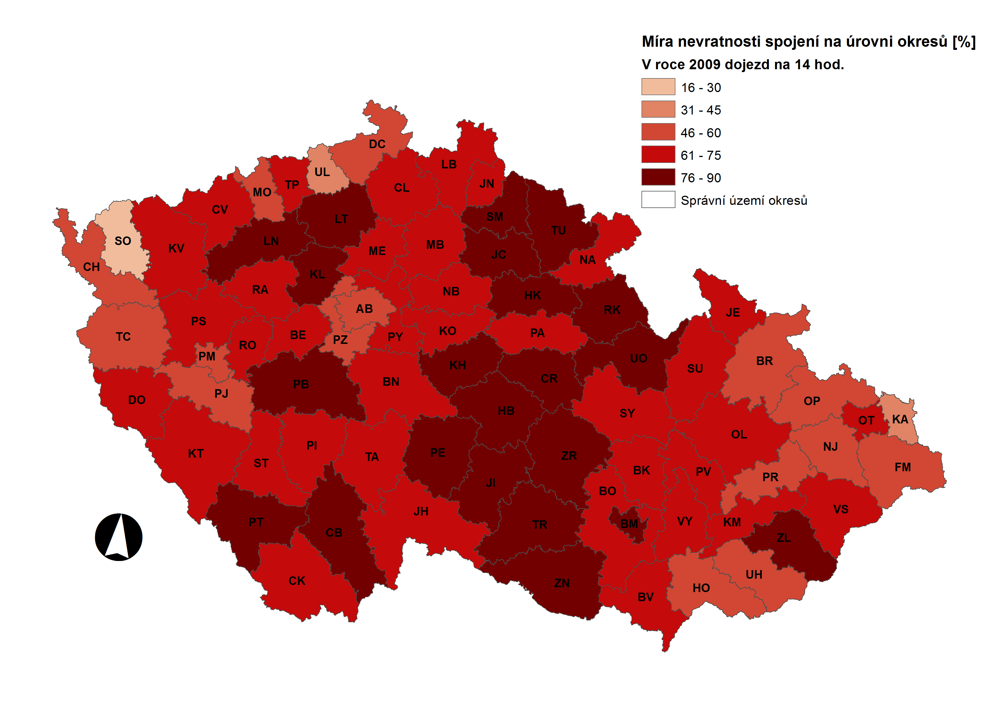 Míra nevratnosti spojení na úrovni okresů [%]
V roce 2009 dojezd na 14 hod.
16 - 30
31 - 45
46 - 60
61 - 75
76 - 90
Správní území okresů
DC
LB
UL
JN
TP
CL
MO
CV
SM
LT
TU
SO
LN
MB
KV
ME
JC
NA
CH
KL
RA
NB
HK
AB
RK
JE
PS
KO
PA
TC
BE
PY
PZ
RO
PM
UO
BR
KH
SU
CR
BN
PB
PJ
DO
OP
HB
SY
KA
OT
OL
PI
NJ
PE
KT
ZR
TA
ST
FM
BK
PV
PR
JI
BO
VS
JH
PT
VY
KM
BM
TR
CB
ZL
UH
CK
ZN
HO
BV